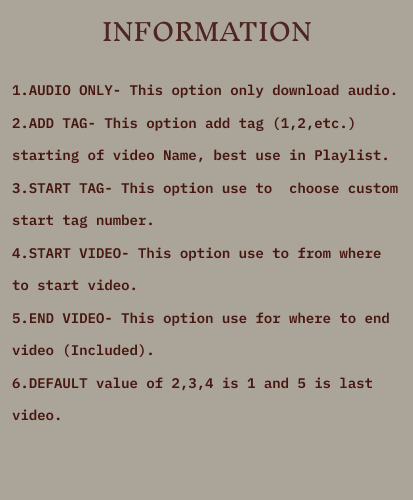 INFORMATION
1.AUDIO ONLY- This option only download audio.
2.ADD TAG- This option add tag (1,2,etc.)
starting of video Name, best use in Playlist.
3.START TAG- This option use to  choose custom
start tag number.
4.START VIDEO- This option use to from where
to start video.
5.END VIDEO- This option use for where to end
video (Included).
6.DEFAULT value of 2,3,4 is 1 and 5 is last
video.